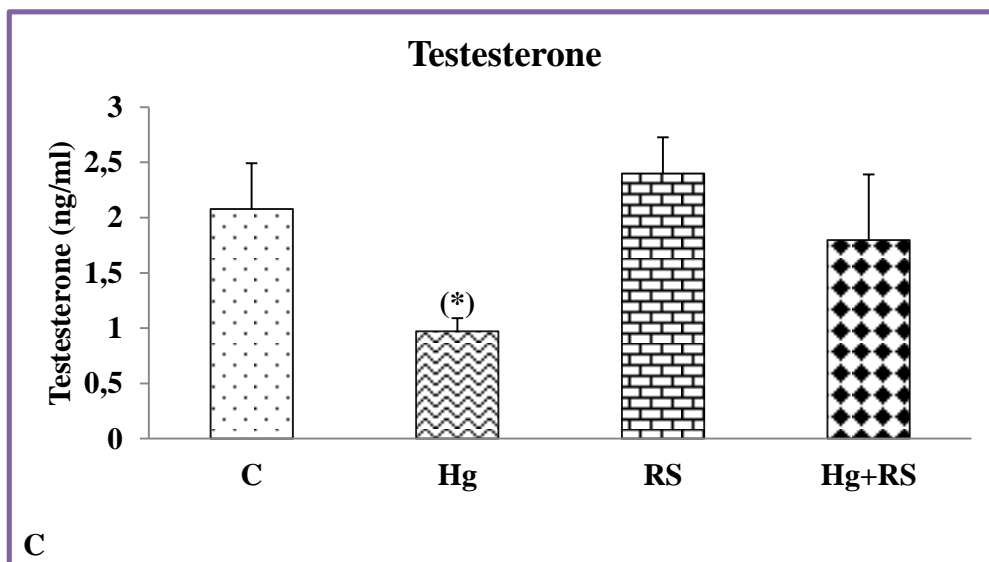 Testesterone
Testesterone (ng/ml)
3
2,5
2
1,5
1
0,5
0
(*)
C
Hg
RS
Hg+RS
C